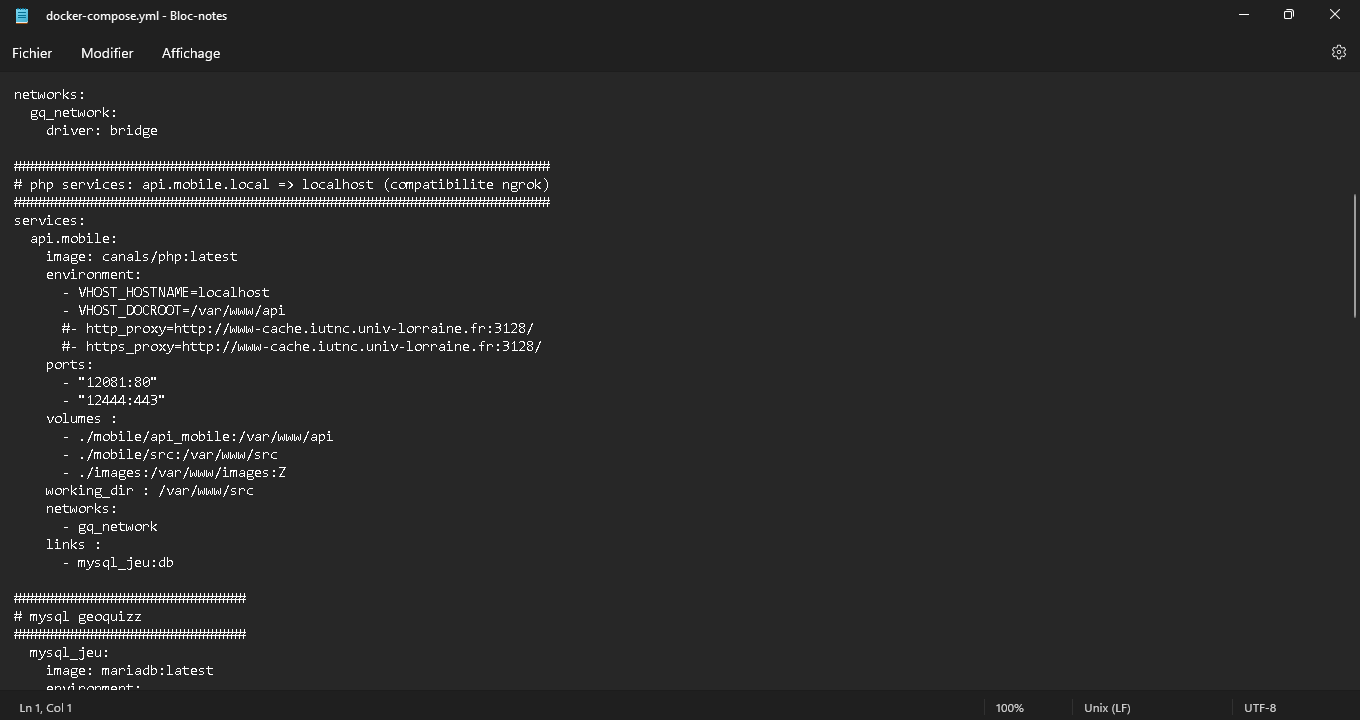 docker-compose.yml - Bloc-notes
Fichier Modifier Affichage
networks:
  gq_network:
    driver: bridge
###################################################################
# php services: api.mobile.local => localhost (compatibilite ngrok)
###################################################################
services:
  api.mobile:
    image: canals/php:latest
    environment:
      - VHOST_HOSTNAME=localhost
      - VHOST_DOCROOT=/var/www/api
      #- http_proxy=http://www-cache.iutnc.univ-lorraine.fr:3128/
      #- https_proxy=http://www-cache.iutnc.univ-lorraine.fr:3128/
    ports:
      - "12081:80"
      - "12444:443"
    volumes :
      - ./mobile/api_mobile:/var/www/api
      - ./mobile/src:/var/www/src
      - ./images:/var/www/images:Z
    working_dir : /var/www/src
    networks:
      - gq_network
    links :
      - mysql_jeu:db
#############################
# mysql geoquizz
#############################
  mysql_jeu:
    image: mariadb:latest
    environment:
Ln 1, Col 1 100% Unix (LF) UTF-8